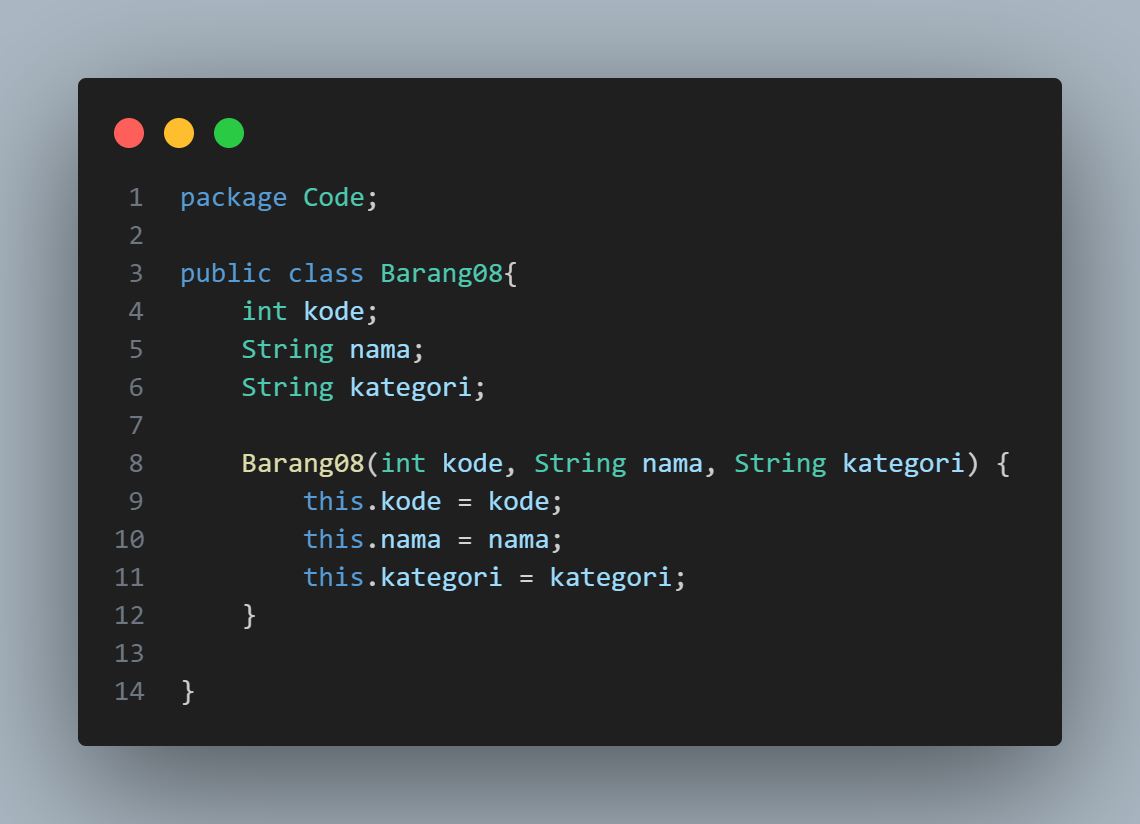 1 package Code;
2
3 public class Barang08{
4     int kode;
5     String nama;
6     String kategori;
7
8     Barang08(int kode, String nama, String kategori) {
9         this.kode = kode;
10         this.nama = nama;
11         this.kategori = kategori;
12     }
13
14 }